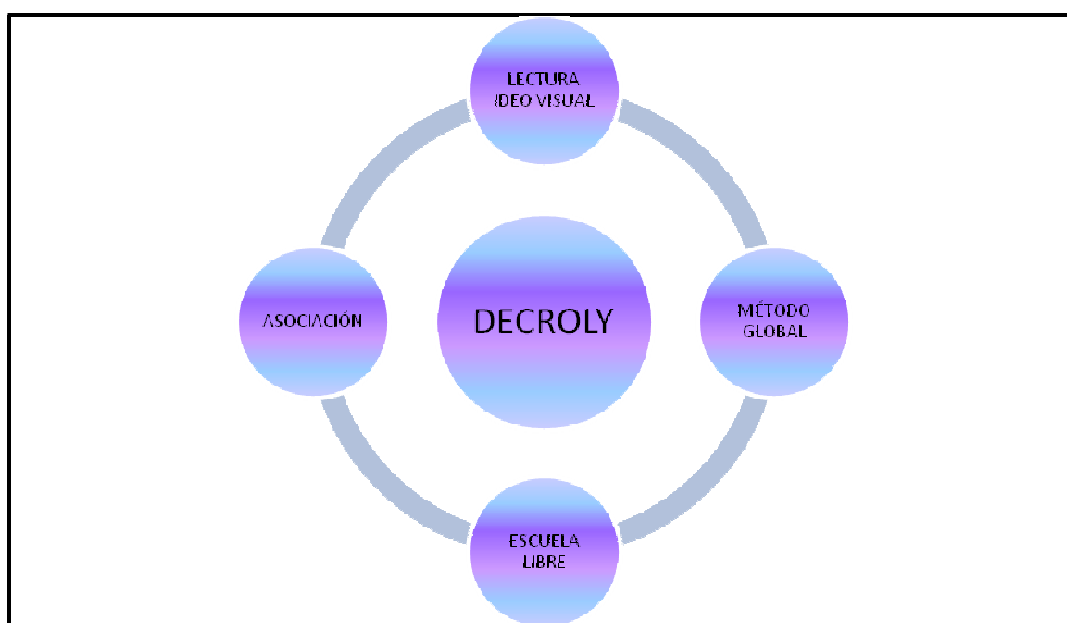 LECTURA
IDEO VISUAL
ASOCIACIÓN
DECROLY
MÉTODO
GLOBAL
ESCUELA
LIBRE